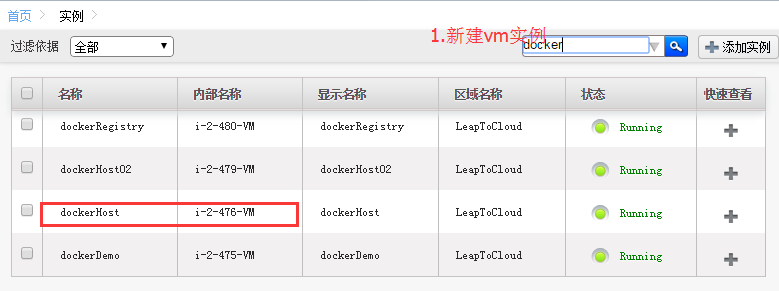 首页 实例
过滤依据 全部 1.新建vm实例 docker 添加实例
名称 内部名称 显示名称 区域名称 状态 快速查看
dockerRegistry i-2-480-VM dockerRegistry LeapToCloud Running
dockerHost02 i-2-479-VM dockerHost02 LeapToCloud Running
dockerHost i-2-476-VM dockerHost LeapToCloud Running
dockerDemo i-2-475-VM dockerDemo LeapToCloud Running